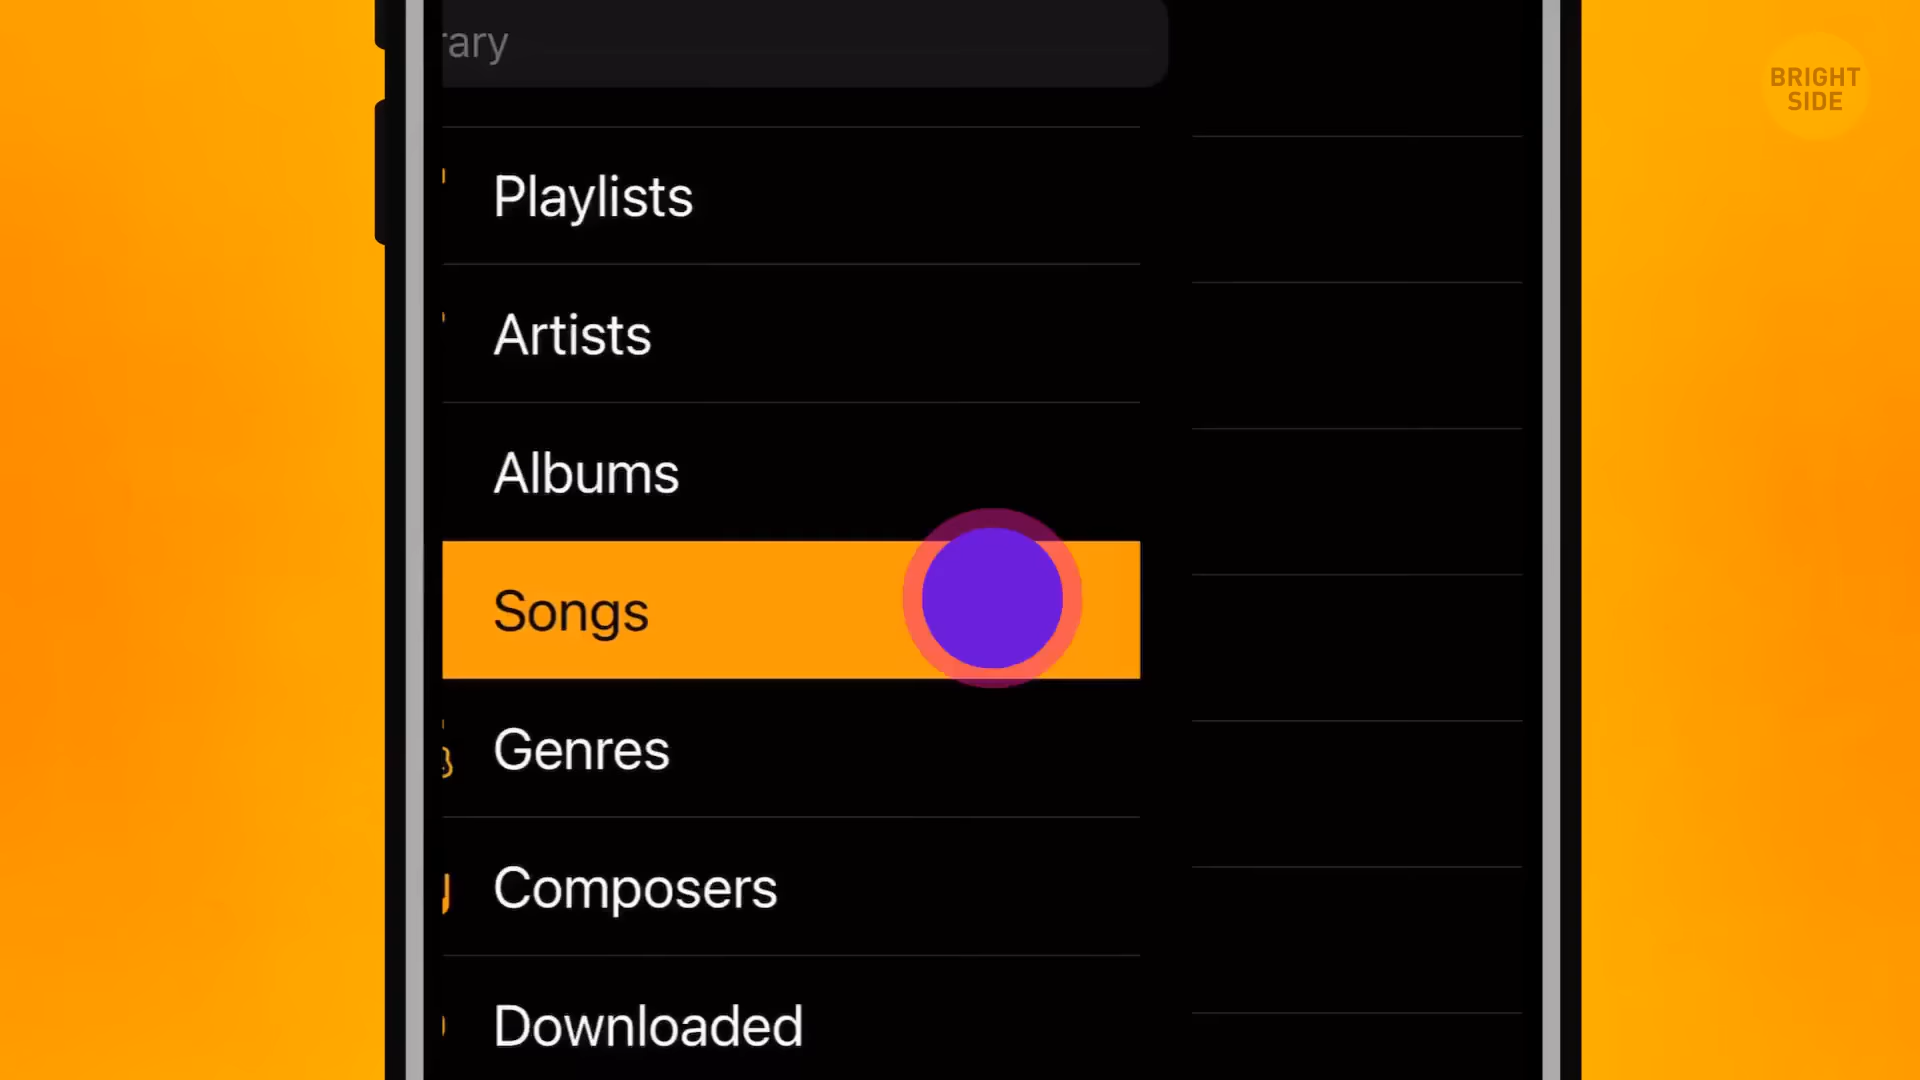 rary
BRIGHT
SIDE
Playlists
Artists
Albums
Songs
Genres
Composers
Downloaded